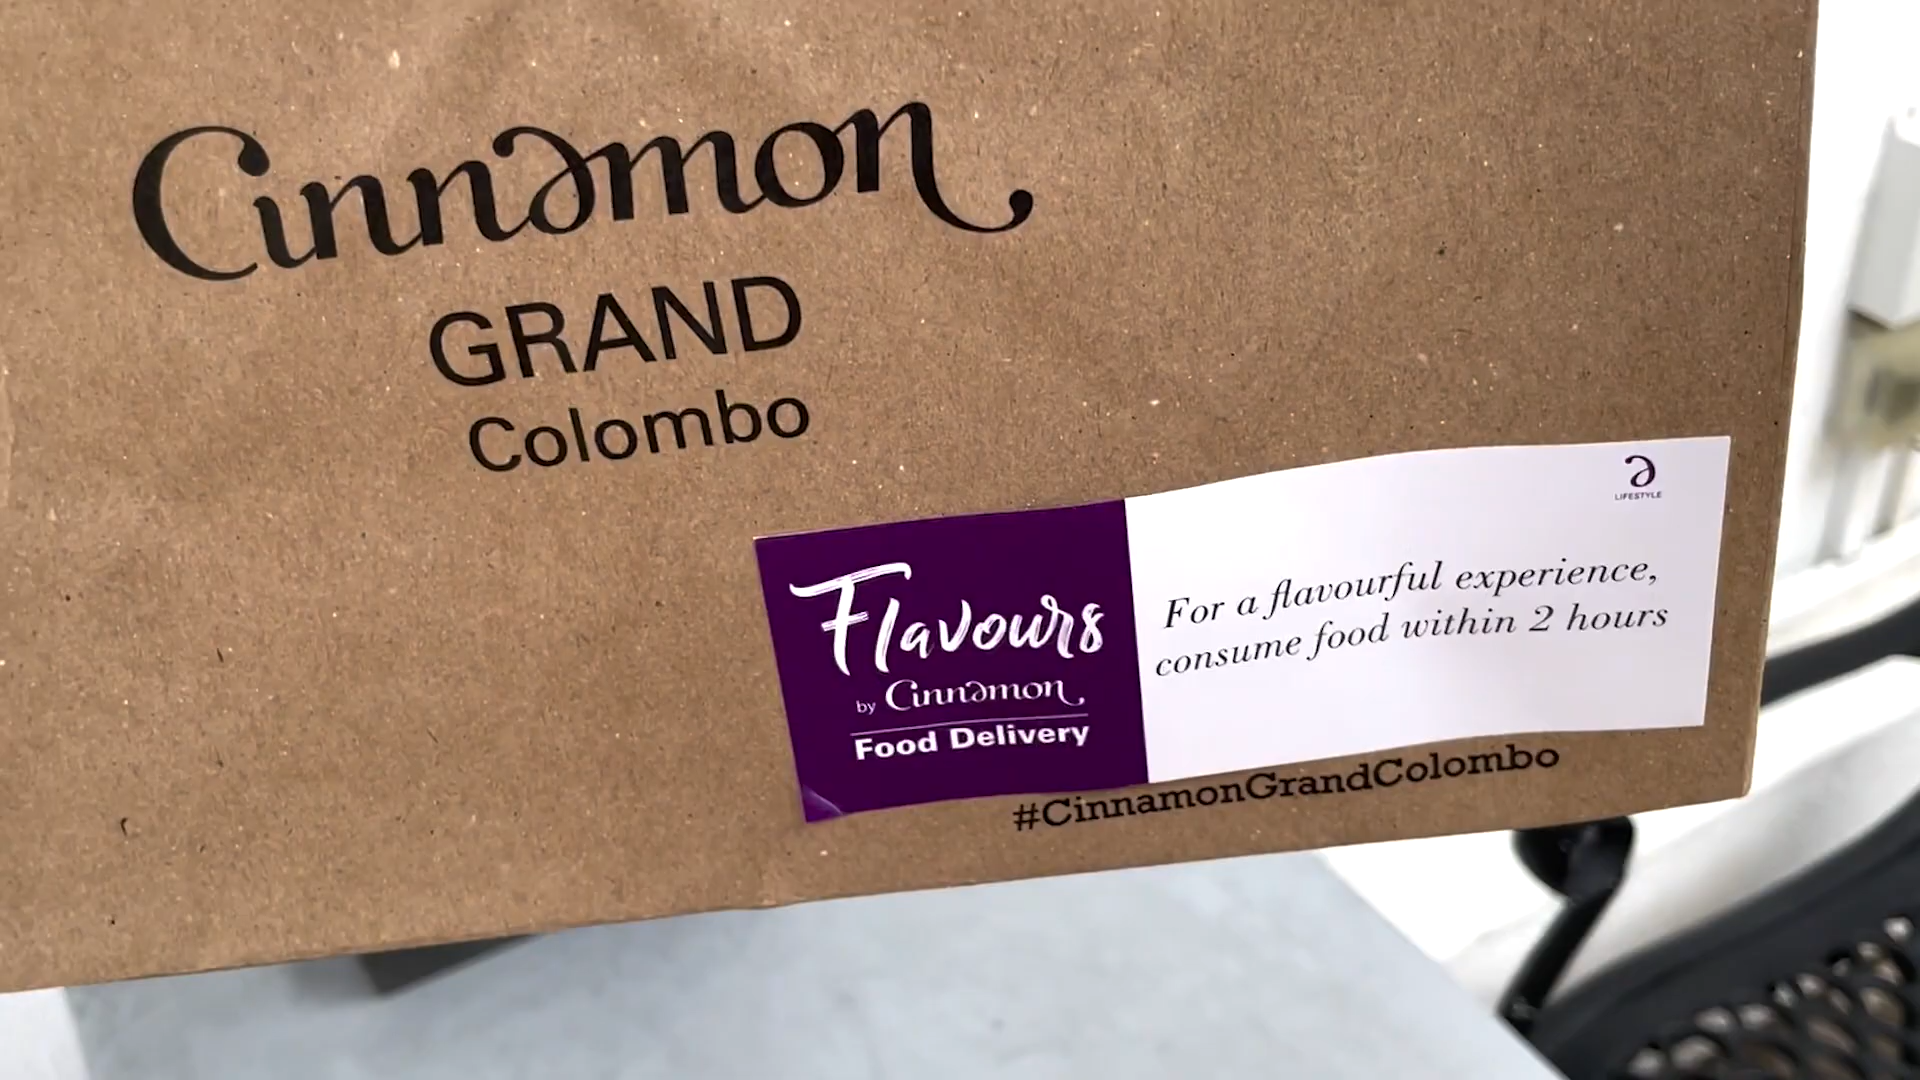 Cinnamon
GRAND
Colombo
Flavours
by Cinnamon
Food Delivery
LIFESTYLE
For a flavourful experience,
consume food within 2 hours
#CinnamonGrandColombo